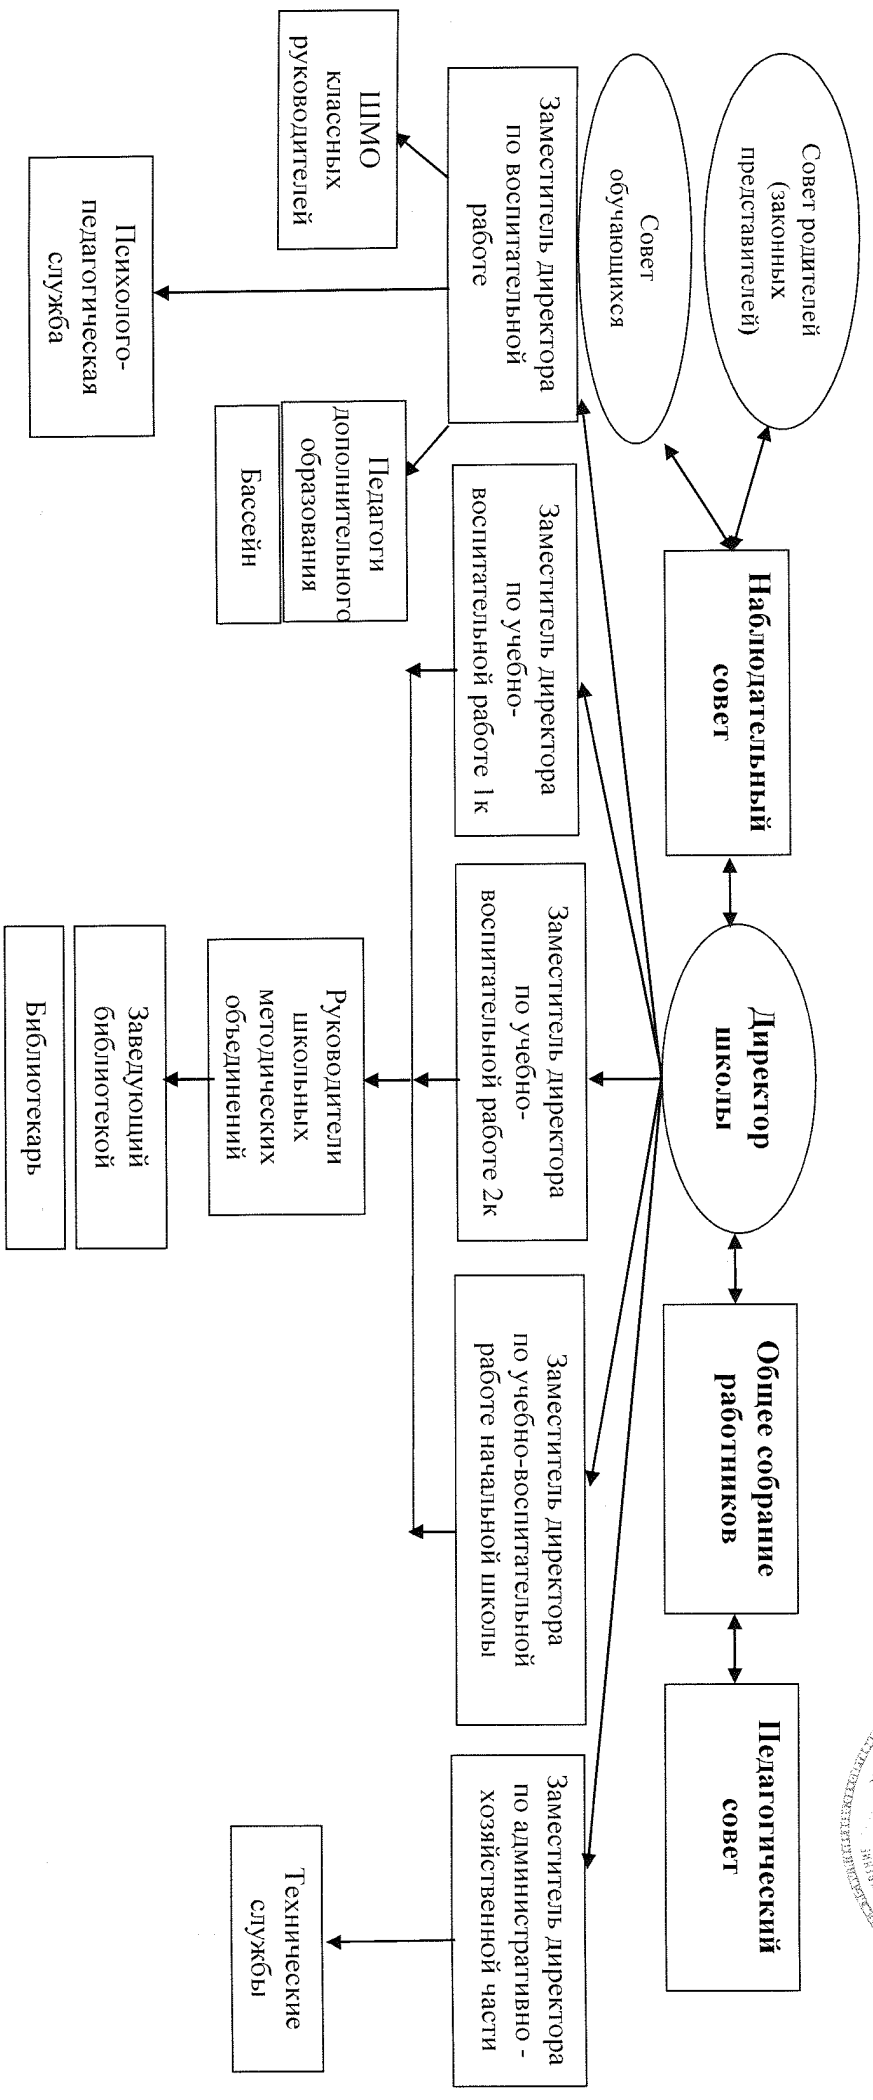 Совет родителей
(законных
представителей)
Совет
обучающихся
Наблюдательный
совет
Директор
школы
Общее собрание
работников
Педагогический
совет
Заместитель директора
по воспитательной
работе
Заместитель директора
по учебно-
воспитательной работе 1к
Заместитель директора
по учебно-
воспитательной работе 2к
Заместитель директора
по учебно-воспитательной
работе начальной школы
Заместитель директора
по административно -
хозяйственной части
ШМО
классных
руководителей
Психолого-
педагогическая
служба
Педагоги
дополнительного
образования
Бассейн
Руководители
школьных
методических
объединений
Заведующий
библиотекой
Библиотекарь
Технические
службы